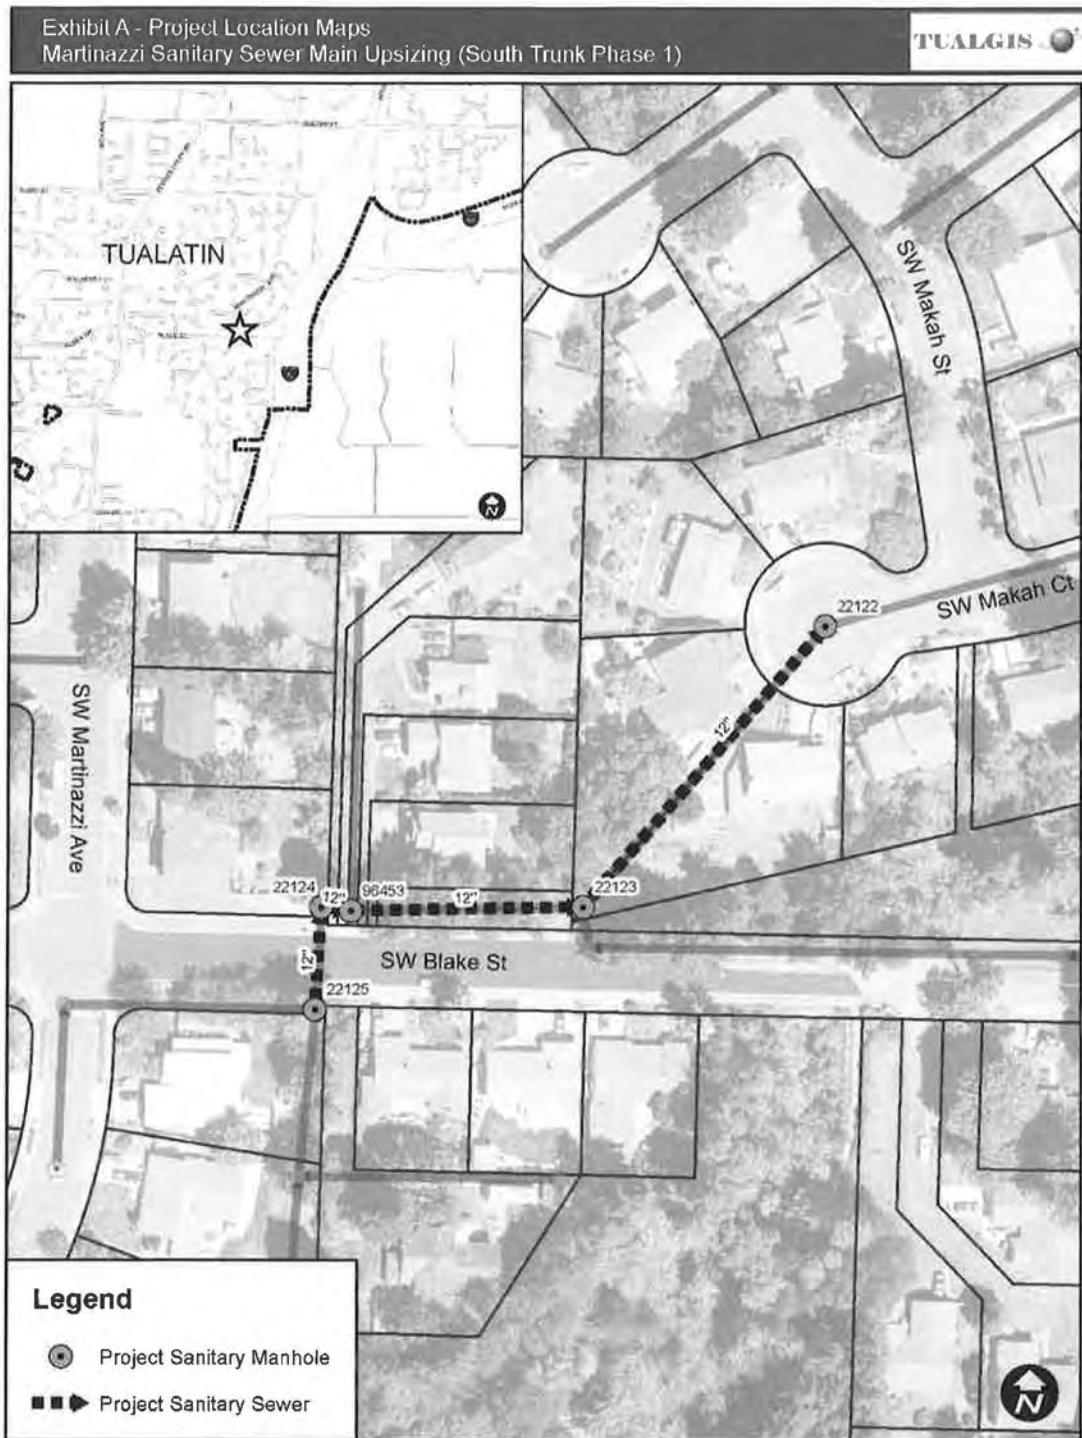 Exhibit A - Project Location Maps
Martinazzi Sanitary Sewer Main Upsizing (South Trunk Phase 1)
TUALGIS
TUALATIN
N
SW Makah St
SW Makah Ct
22122
12"
SW Martinazzi Ave
22124
12"
96453
12"
22123
12"
SW Blake St
22125
Legend
Project Sanitary Manhole
Project Sanitary Sewer
N